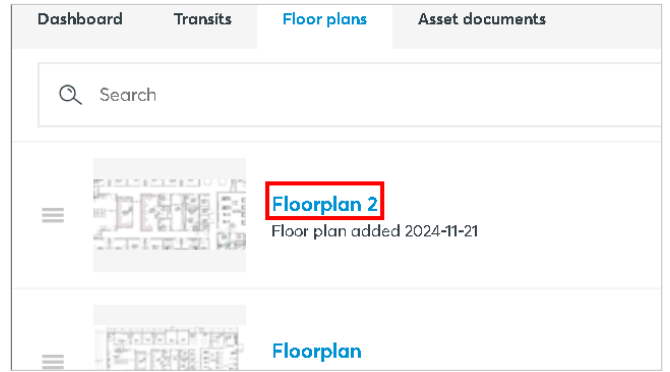 Dashboard Transits Floor plans Asset documents
Search
Floorplan 2
Floor plan added 2024-11-21
Floorplan